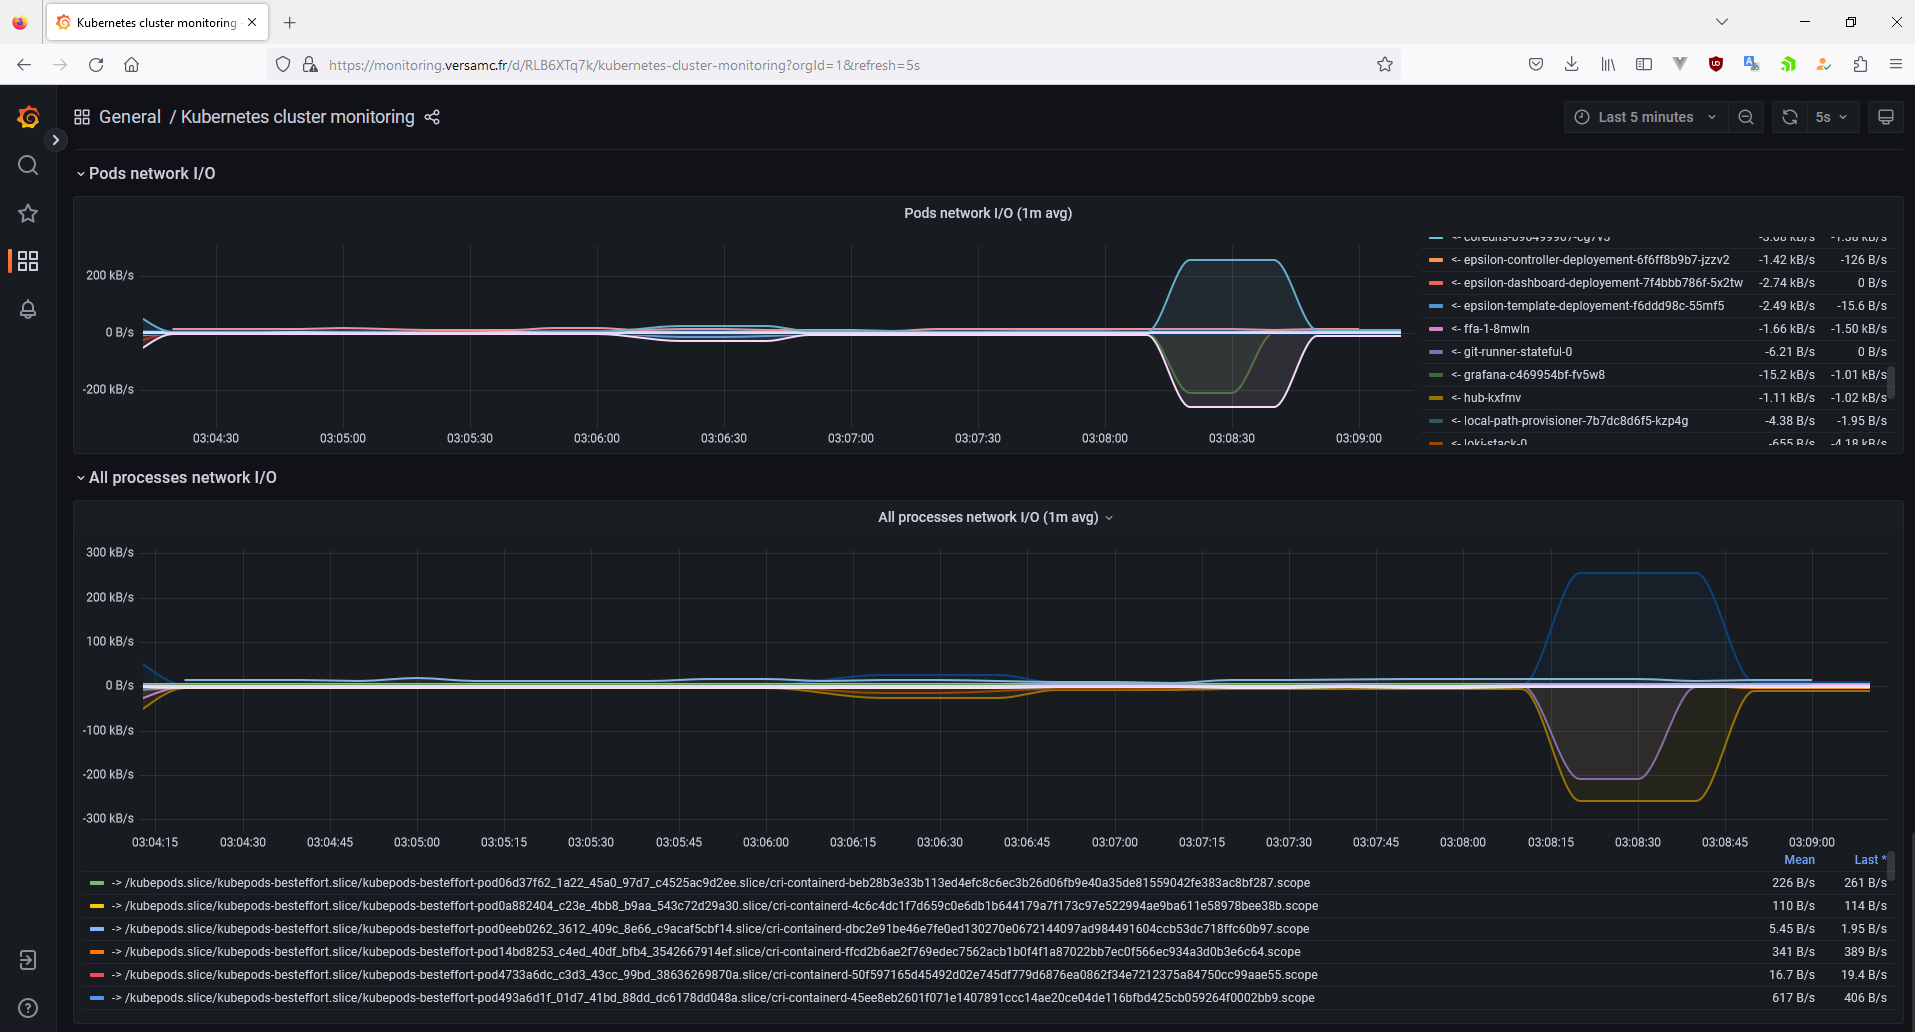 Kubernetes cluster monitoring
https://monitoring.versamc.fr/d/RLB6XTq7k/kubernetes-cluster-monitoring?orgId=1&refresh=5s
General / Kubernetes cluster monitoring
Last 5 minutes
5s
Pods network I/O
Pods network I/O (1m avg)
200 kB/s
0 B/s
-200 kB/s
03:04:30 03:05:00 03:05:30 03:06:00 03:06:30 03:07:00 03:07:30 03:08:00 03:08:30 03:09:00
<- coredns-b96499967-cg7v5 -3.68 kB/s -1.38 kB/s
<- epsilon-controller-deployement-6f6ff8b9b7-jzzv2 -1.42 kB/s -126 B/s
<- epsilon-dashboard-deployement-7f4bbb786f-5x2tw -2.74 kB/s 0 B/s
<- epsilon-template-deployement-f6ddd98c-55mf5 -2.49 kB/s -15.6 B/s
<- ffa-1-8mwln -1.66 kB/s -1.50 kB/s
<- git-runner-stateful-0 -6.21 B/s 0 B/s
<- grafana-c469954bf-fv5w8 -15.2 kB/s -1.01 kB/s
<- hub-kxfmv -1.11 kB/s -1.02 kB/s
<- local-path-provisioner-7b7dc8d6f5-kzp4g -4.38 B/s -1.95 B/s
<- loki-stack-0 -655 B/s -4.18 kB/s
All processes network I/O
All processes network I/O (1m avg)
300 kB/s
200 kB/s
100 kB/s
0 B/s
-100 kB/s
-200 kB/s
-300 kB/s
03:04:15 03:04:30 03:04:45 03:05:00 03:05:15 03:05:30 03:05:45 03:06:00 03:06:15 03:06:30 03:06:45 03:07:00 03:07:15 03:07:30 03:07:45 03:08:00 03:08:15 03:08:30 03:08:45 03:09:00
Mean Last *
-> /kubepods.slice/kubepods-besteffort.slice/kubepods-besteffort-pod06d37f62_1a22_45a0_97d7_c4525ac9d2ee.slice/cri-containerd-beb28b3e33b113ed4efc8c6ec3b26d06fb9e40a35de81559042fe383ac8bf287.scope 226 B/s 261 B/s
-> /kubepods.slice/kubepods-besteffort.slice/kubepods-besteffort-pod0a882404_c23e_4bb8_b9aa_543c72d29a30.slice/cri-containerd-4c6c4dc1f7d659c0e6db1b644179a7f173c97e522994ae9ba611e58978bee38b.scope 110 B/s 114 B/s
-> /kubepods.slice/kubepods-besteffort.slice/kubepods-besteffort-pod0eeb0262_3612_409c_8e66_c9acaf5cbf14.slice/cri-containerd-dbc2e91be46e7fe0ed130270e0672144097ad984491604ccb53dc718ffc60b97.scope 5.45 B/s 1.95 B/s
-> /kubepods.slice/kubepods-besteffort.slice/kubepods-besteffort-pod14bd8253_c4ed_40df_bfb4_3542667914ef.slice/cri-containerd-ffcd2b6ae2f769edec7562acb1b0f4f1a87022bb7ec0f566ec934a3d0b3e6c64.scope 341 B/s 389 B/s
-> /kubepods.slice/kubepods-besteffort.slice/kubepods-besteffort-pod4733a6dc_c3d3_43cc_99bd_38636269870a.slice/cri-containerd-50f597165d45492d02e745df779d6876ea0862f34e7212375a84750cc99aae55.scope 16.7 B/s 19.4 B/s
-> /kubepods.slice/kubepods-besteffort.slice/kubepods-besteffort-pod493a6d1f_01d7_41bd_88dd_dc6178dd048a.slice/cri-containerd-45ee8eb2601f071e1407891ccc14ae20ce04de116bfbd425cb059264f0002bb9.scope 617 B/s 406 B/s